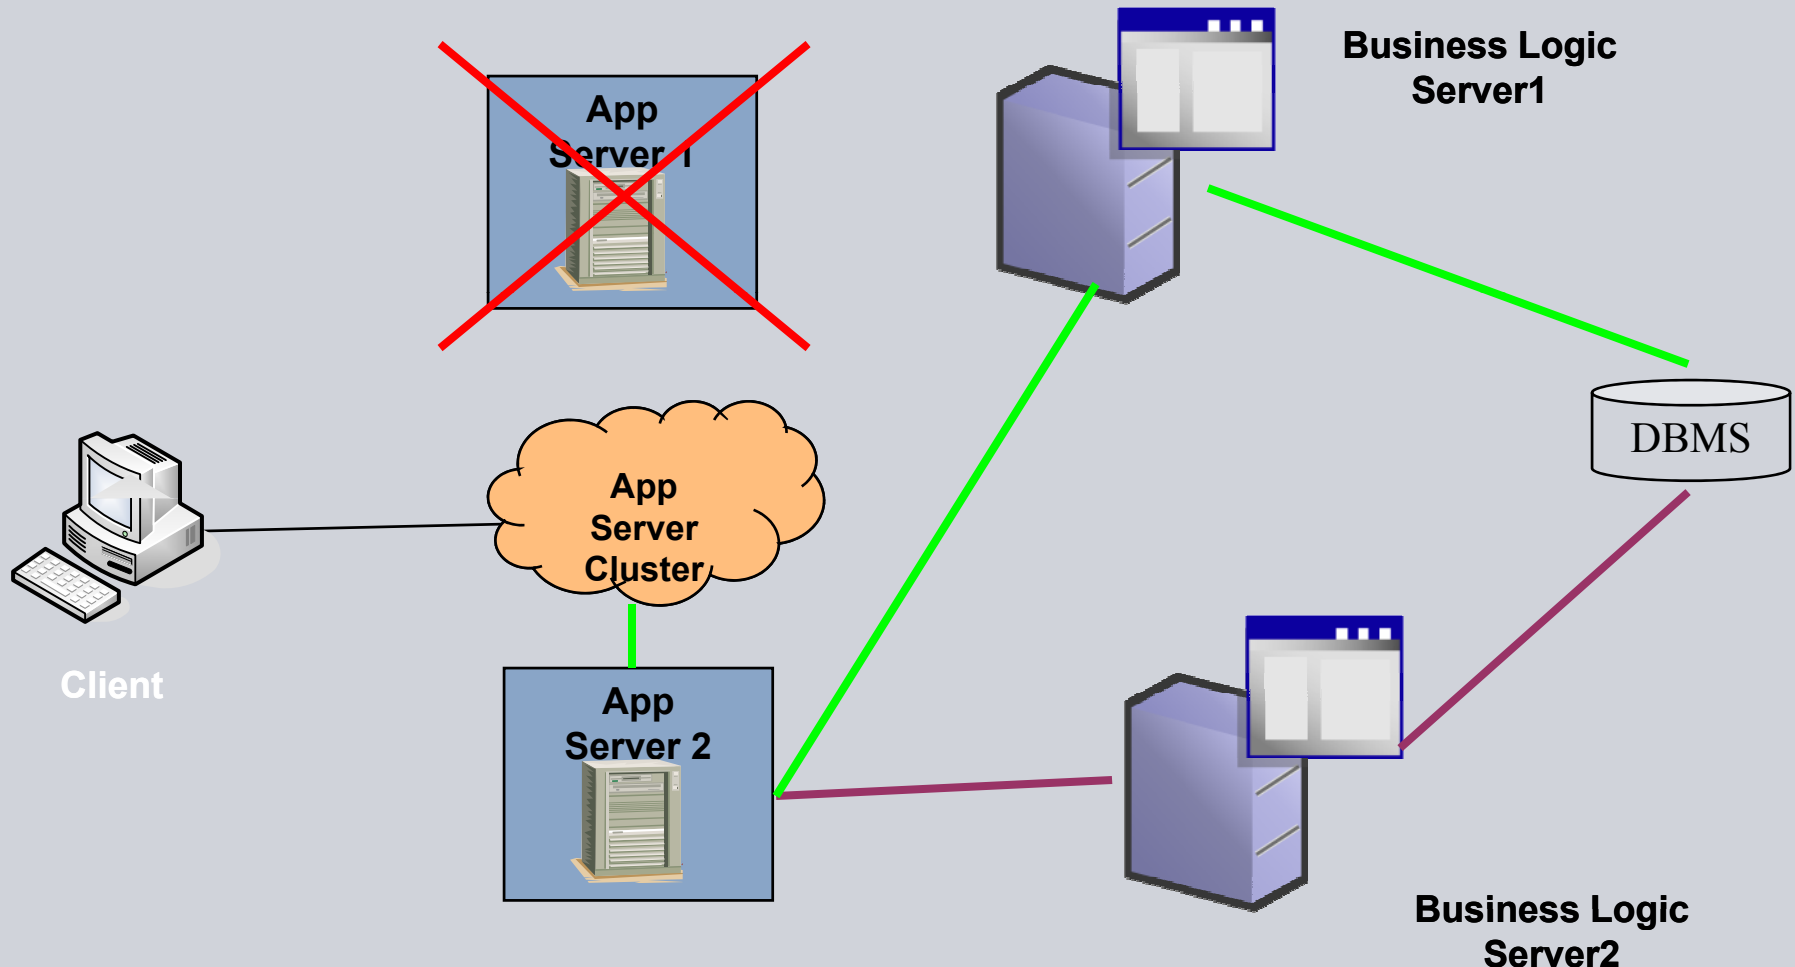 App
Server 1
Business Logic
Server1
App
Server
Cluster
DBMS
Client
App
Server 2
Business Logic
Server2